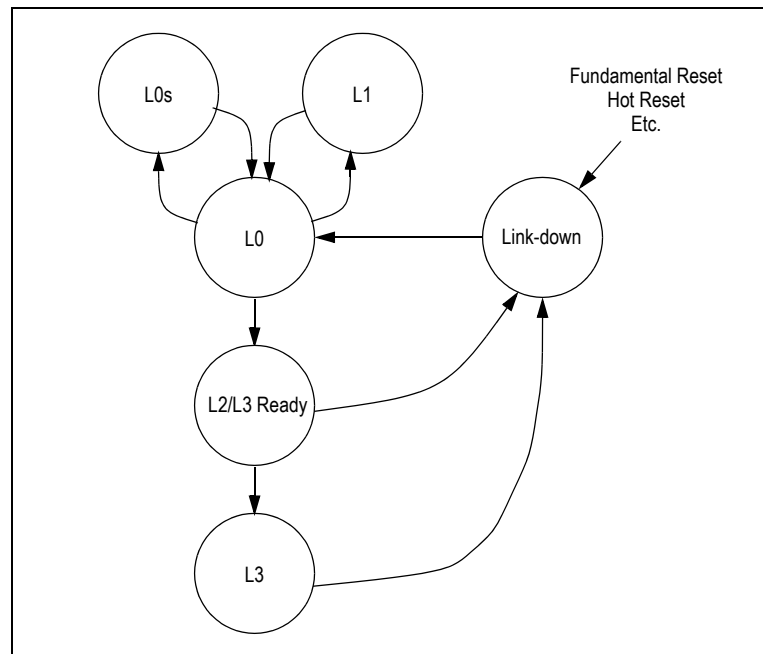 L0s
L1
Fundamental Reset
Hot Reset
Etc.
L0
Link-down
L2/L3 Ready
L3